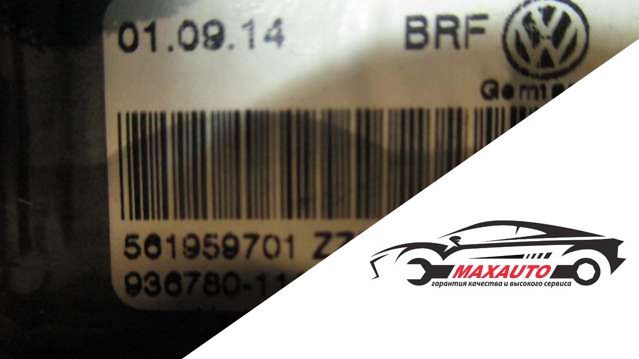 01.09.14 BRF
561959701
MAXAUTO
гарантия качества и высокого сервиса